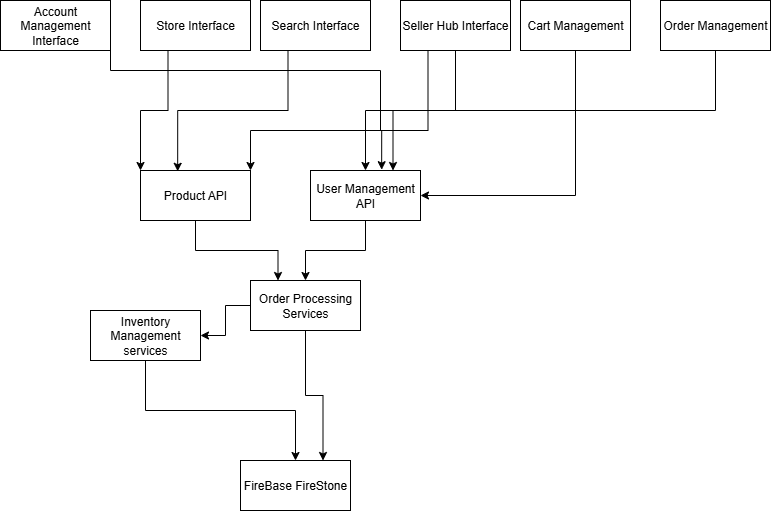 Account
Management
Interface
Store Interface
Search Interface
Seller Hub Interface
Cart Management
Order Management
Product API
User Management
API
Order Processing
Services
Inventory
Management
services
FireBase FireStone